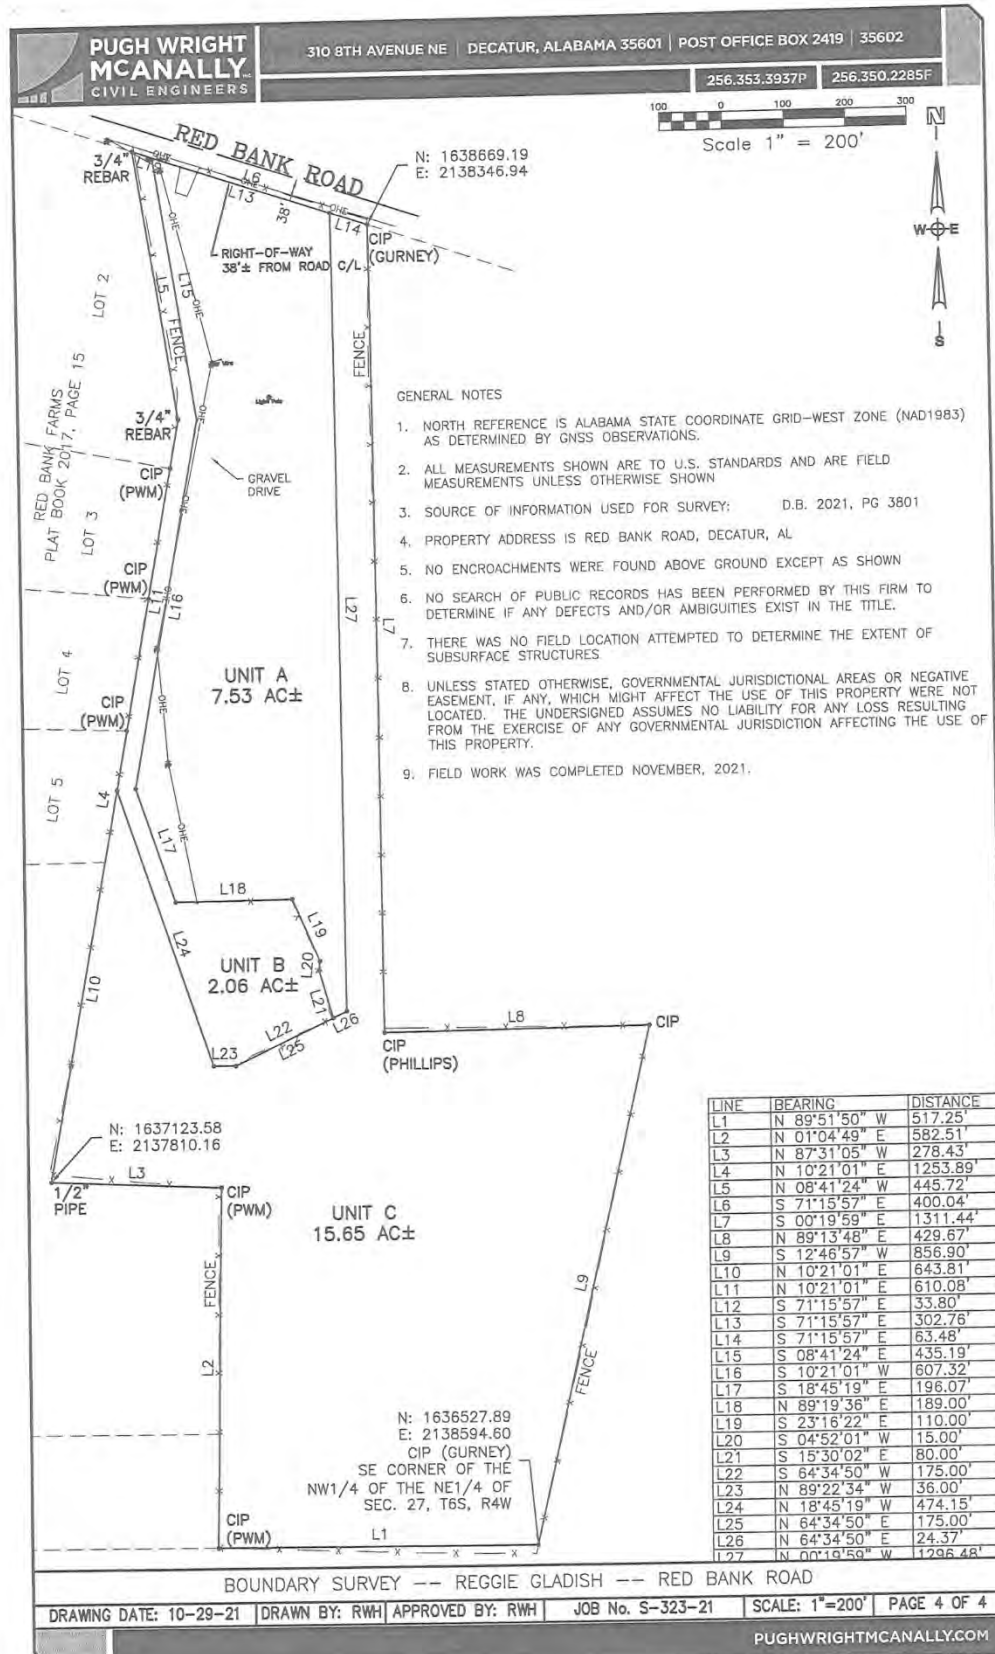 PUGH WRIGHT
MCANALLY
CIVIL ENGINEERS
310 8TH AVENUE NE | DECATUR, ALABAMA 35601 | POST OFFICE BOX 2419 | 35602
256.353.3937P
256.350.2285F
100 0 100 200 300
Scale 1" = 200'
N
W E
S
RED BANK ROAD
N: 1638669.19
E: 2138346.94
3/4"
REBAR
L6
OHE
L13
38'
L14
OHE
CIP
(GURNEY)
RIGHT-OF-WAY
38'± FROM ROAD C/L
LOT 2
L5
FENCE
L15
OHE
FENCE
RED BANK FARMS
PLAT BOOK 2017, PAGE 15
3/4"
REBAR
OHE
CIP
(PWM)
GRAVEL
DRIVE
OHE
LOT 3
CIP
(PWM)
L11
L16
OHE
L27
L7
GENERAL NOTES
1. NORTH REFERENCE IS ALABAMA STATE COORDINATE GRID-WEST ZONE (NAD1983)
AS DETERMINED BY GNSS OBSERVATIONS.
2. ALL MEASUREMENTS SHOWN ARE TO U.S. STANDARDS AND ARE FIELD
MEASUREMENTS UNLESS OTHERWISE SHOWN
3. SOURCE OF INFORMATION USED FOR SURVEY: D.B. 2021, PG 3801
4. PROPERTY ADDRESS IS RED BANK ROAD, DECATUR, AL
5. NO ENCROACHMENTS WERE FOUND ABOVE GROUND EXCEPT AS SHOWN
6. NO SEARCH OF PUBLIC RECORDS HAS BEEN PERFORMED BY THIS FIRM TO
DETERMINE IF ANY DEFECTS AND/OR AMBIGUITIES EXIST IN THE TITLE.
7. THERE WAS NO FIELD LOCATION ATTEMPTED TO DETERMINE THE EXTENT OF
SUBSURFACE STRUCTURES
8. UNLESS STATED OTHERWISE, GOVERNMENTAL JURISDICTIONAL AREAS OR NEGATIVE
EASEMENT, IF ANY, WHICH MIGHT AFFECT THE USE OF THIS PROPERTY WERE NOT
LOCATED. THE UNDERSIGNED ASSUMES NO LIABILITY FOR ANY LOSS RESULTING
FROM THE EXERCISE OF ANY GOVERNMENTAL JURISDICTION AFFECTING THE USE OF
THIS PROPERTY.
9. FIELD WORK WAS COMPLETED NOVEMBER, 2021.
UNIT A
7.53 AC±
LOT 4
CIP
(PWM)
OHE
LOT 5
L4
L17
OHE
L18
L19
L24
UNIT B
2.06 AC±
L20
L10
L21
L26
L22
L25
L23
L8
CIP
CIP
(PHILLIPS)
N: 1637123.58
E: 2137810.16
L3
1/2"
PIPE
CIP
(PWM)
UNIT C
15.65 AC±
FENCE
L9
FENCE
L2
N: 1636527.89
E: 2138594.60
CIP (GURNEY)
SE CORNER OF THE
NW1/4 OF THE NE1/4 OF
SEC. 27, T6S, R4W
CIP
(PWM)
L1
LINE BEARING DISTANCE
L1 N 89°51'50" W 517.25'
L2 N 01°04'49" E 582.51'
L3 N 87°31'05" W 278.43'
L4 N 10°21'01" E 1253.89'
L5 N 08°41'24" W 445.72'
L6 S 71°15'57" E 400.04'
L7 S 00°19'59" E 1311.44'
L8 N 89°13'48" E 429.67'
L9 S 12°46'57" W 856.90'
L10 N 10°21'01" E 643.81'
L11 N 10°21'01" E 610.08'
L12 S 71°15'57" E 33.80'
L13 S 71°15'57" E 302.76'
L14 S 71°15'57" E 63.48'
L15 S 08°41'24" E 435.19'
L16 S 10°21'01" W 607.32'
L17 S 18°45'19" E 196.07'
L18 N 89°19'36" E 189.00'
L19 S 23°16'22" E 110.00'
L20 S 04°52'01" W 15.00'
L21 S 15°30'02" E 80.00'
L22 S 64°34'50" W 175.00'
L23 N 89°22'34" W 36.00'
L24 N 18°45'19" W 474.15'
L25 N 64°34'50" E 175.00'
L26 N 64°34'50" E 24.37'
L27 N 00°19'59" W 1296.48'
BOUNDARY SURVEY -- REGGIE GLADISH -- RED BANK ROAD
DRAWING DATE: 10-29-21 DRAWN BY: RWH APPROVED BY: RWH JOB No. S-323-21 SCALE: 1"=200' PAGE 4 OF 4
PUGHWRIGHTMCANALLY.COM